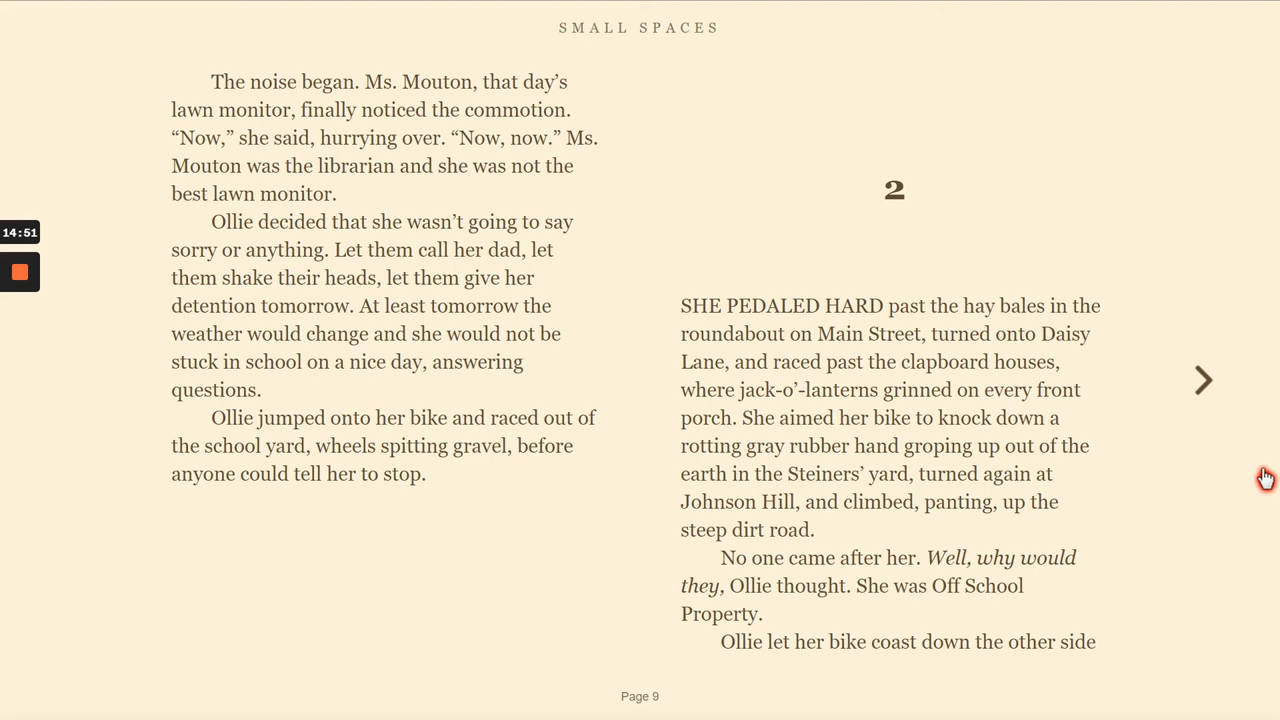 SMALL SPACES
The noise began. Ms. Mouton, that day’s
lawn monitor, finally noticed the commotion.
“Now,” she said, hurrying over. “Now, now.” Ms.
Mouton was the librarian and she was not the
best lawn monitor.
Ollie decided that she wasn’t going to say
sorry or anything. Let them call her dad, let
them shake their heads, let them give her
detention tomorrow. At least tomorrow the
weather would change and she would not be
stuck in school on a nice day, answering
questions.
Ollie jumped onto her bike and raced out of
the school yard, wheels spitting gravel, before
anyone could tell her to stop.
14:51
2
SHE PEDALED HARD past the hay bales in the
roundabout on Main Street, turned onto Daisy
Lane, and raced past the clapboard houses,
where jack-o’-lanterns grinned on every front
porch. She aimed her bike to knock down a
rotting gray rubber hand groping up out of the
earth in the Steiners’ yard, turned again at
Johnson Hill, and climbed, panting, up the
steep dirt road.
No one came after her. Well, why would
they, Ollie thought. She was Off School
Property.
Ollie let her bike coast down the other side
Page 9